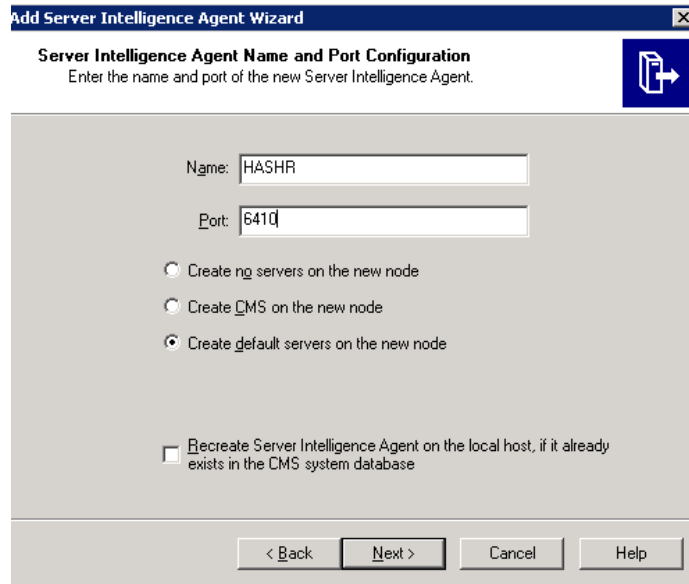 Add Server Intelligence Agent Wizard
Server Intelligence Agent Name and Port Configuration
Enter the name and port of the new Server Intelligence Agent.
Name: HASHR
Port: 6410
Create no servers on the new node
Create CMS on the new node
Create default servers on the new node
Recreate Server Intelligence Agent on the local host, if it already
exists in the CMS system database
< Back Next > Cancel Help